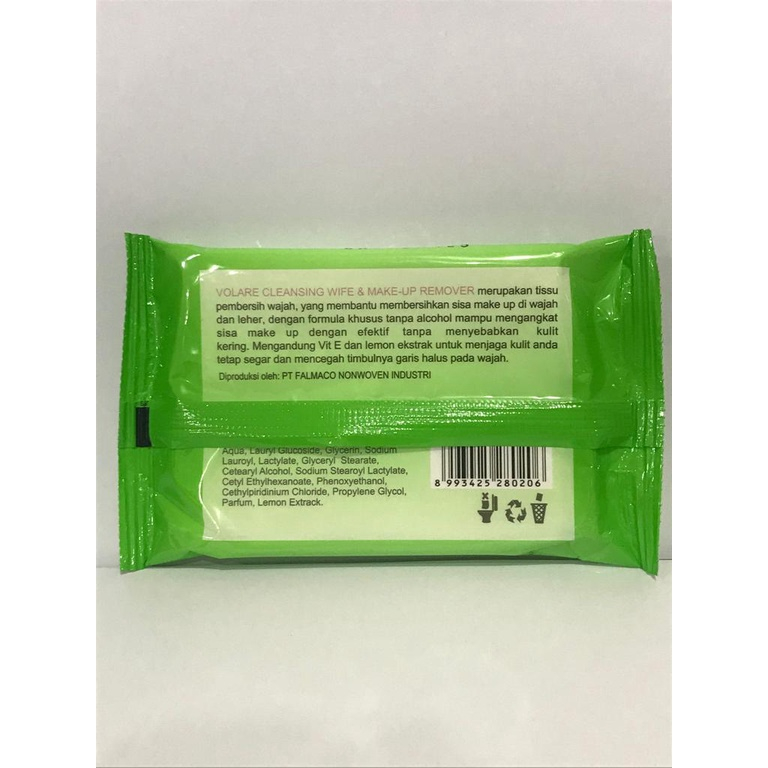 VOLARE CLEANSING WIFE & MAKE-UP REMOVER merupakan tissu
pembersih wajah, yang membantu membersihkan sisa make up di wajah
dan leher, dengan formula khusus tanpa alcohol mampu mengangkat
sisa make up dengan efektif tanpa menyebabkan kulit
kering. Mengandung Vit E dan lemon ekstrak untuk menjaga kulit anda
tetap segar dan mencegah timbulnya garis halus pada wajah.
Diproduksi oleh: PT FALMACO NONWOVEN INDUSTRI
Aqua, Lauryl Glucoside, Glycerin, Sodium
Lauroyl, Lactylate, Glyceryl Stearate,
Cetearyl Alcohol, Sodium Stearoyl Lactylate,
Cetyl Ethylhexanoate, Phenoxyethanol,
Cethylpiridinium Chloride, Propylene Glycol,
Parfum, Lemon Extrack.
8 993425 280206